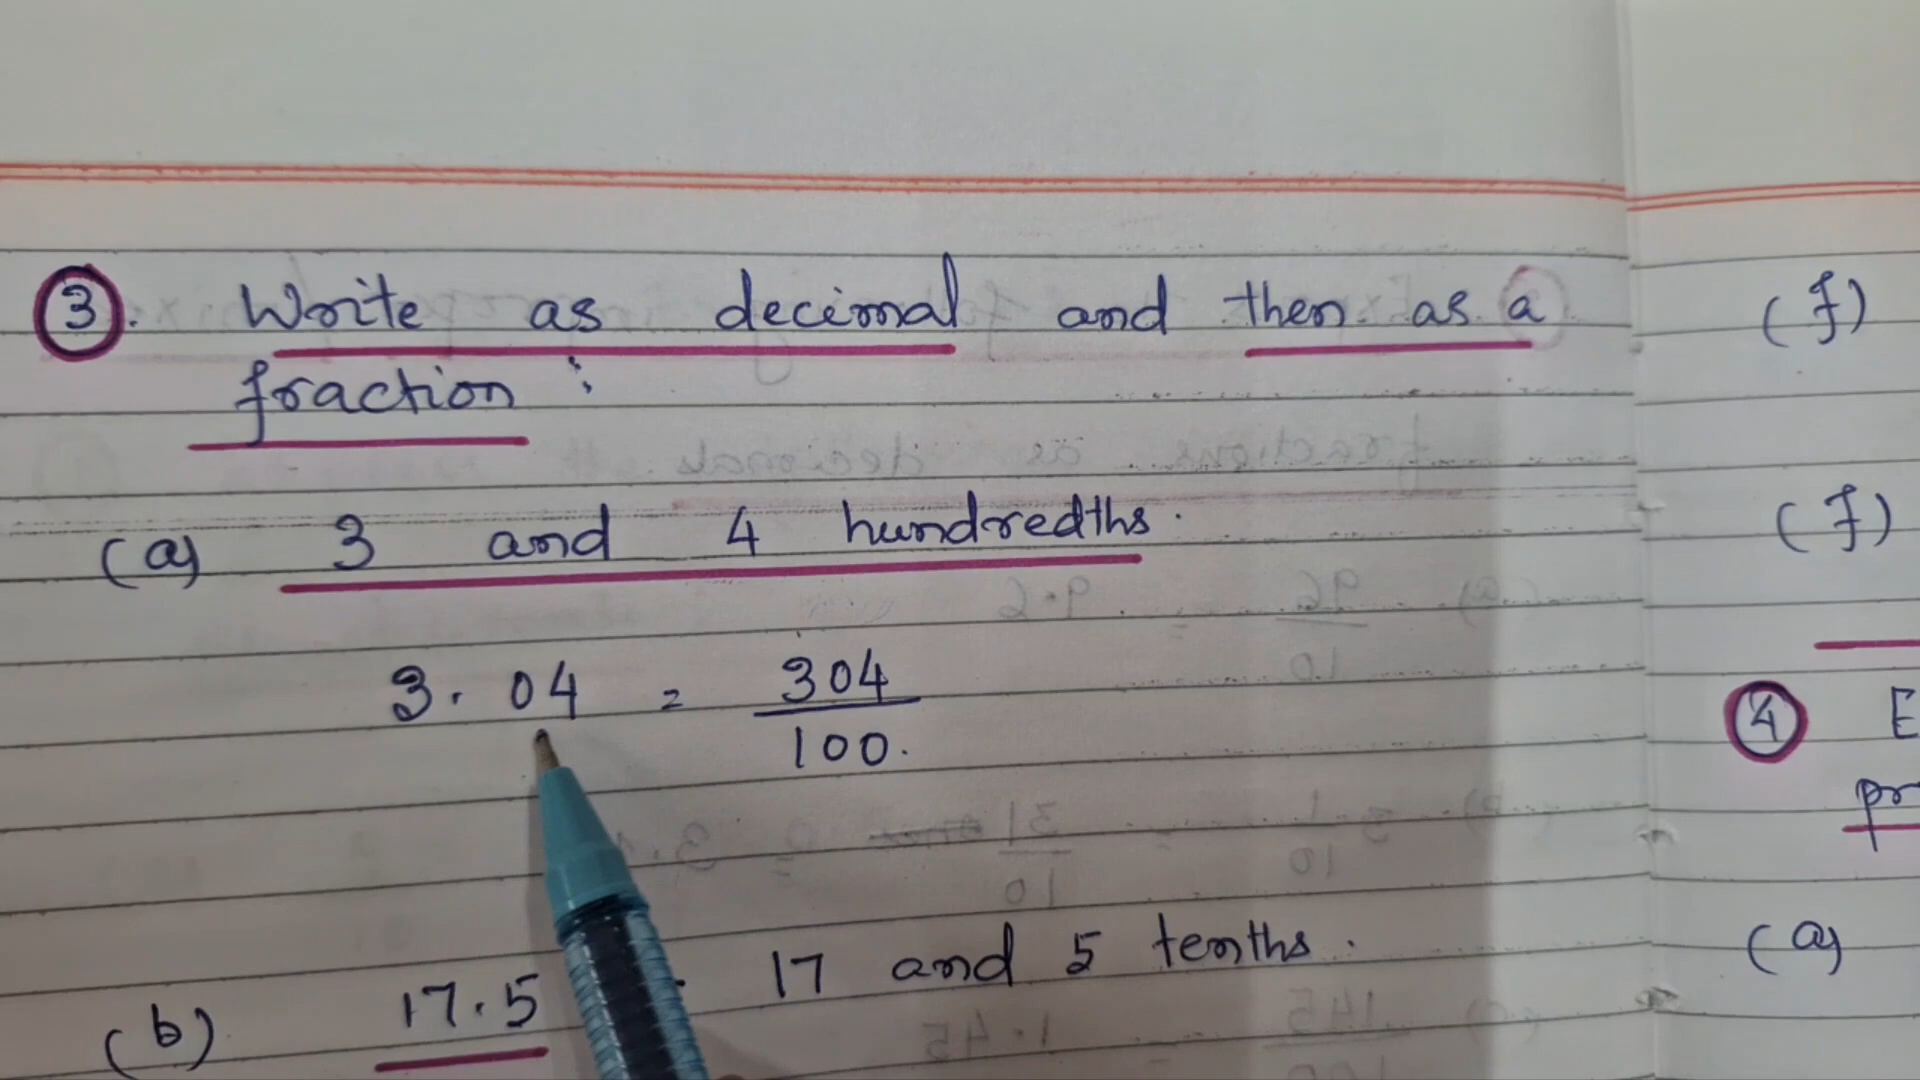 3. Write as decimal and then as a
fraction :
(a) 3 and 4 hundredths.
3.04 = 304
100.
(b) 17.5 . 17 and 5 tenths.
(f)
(f)
4 E
pr
(a)